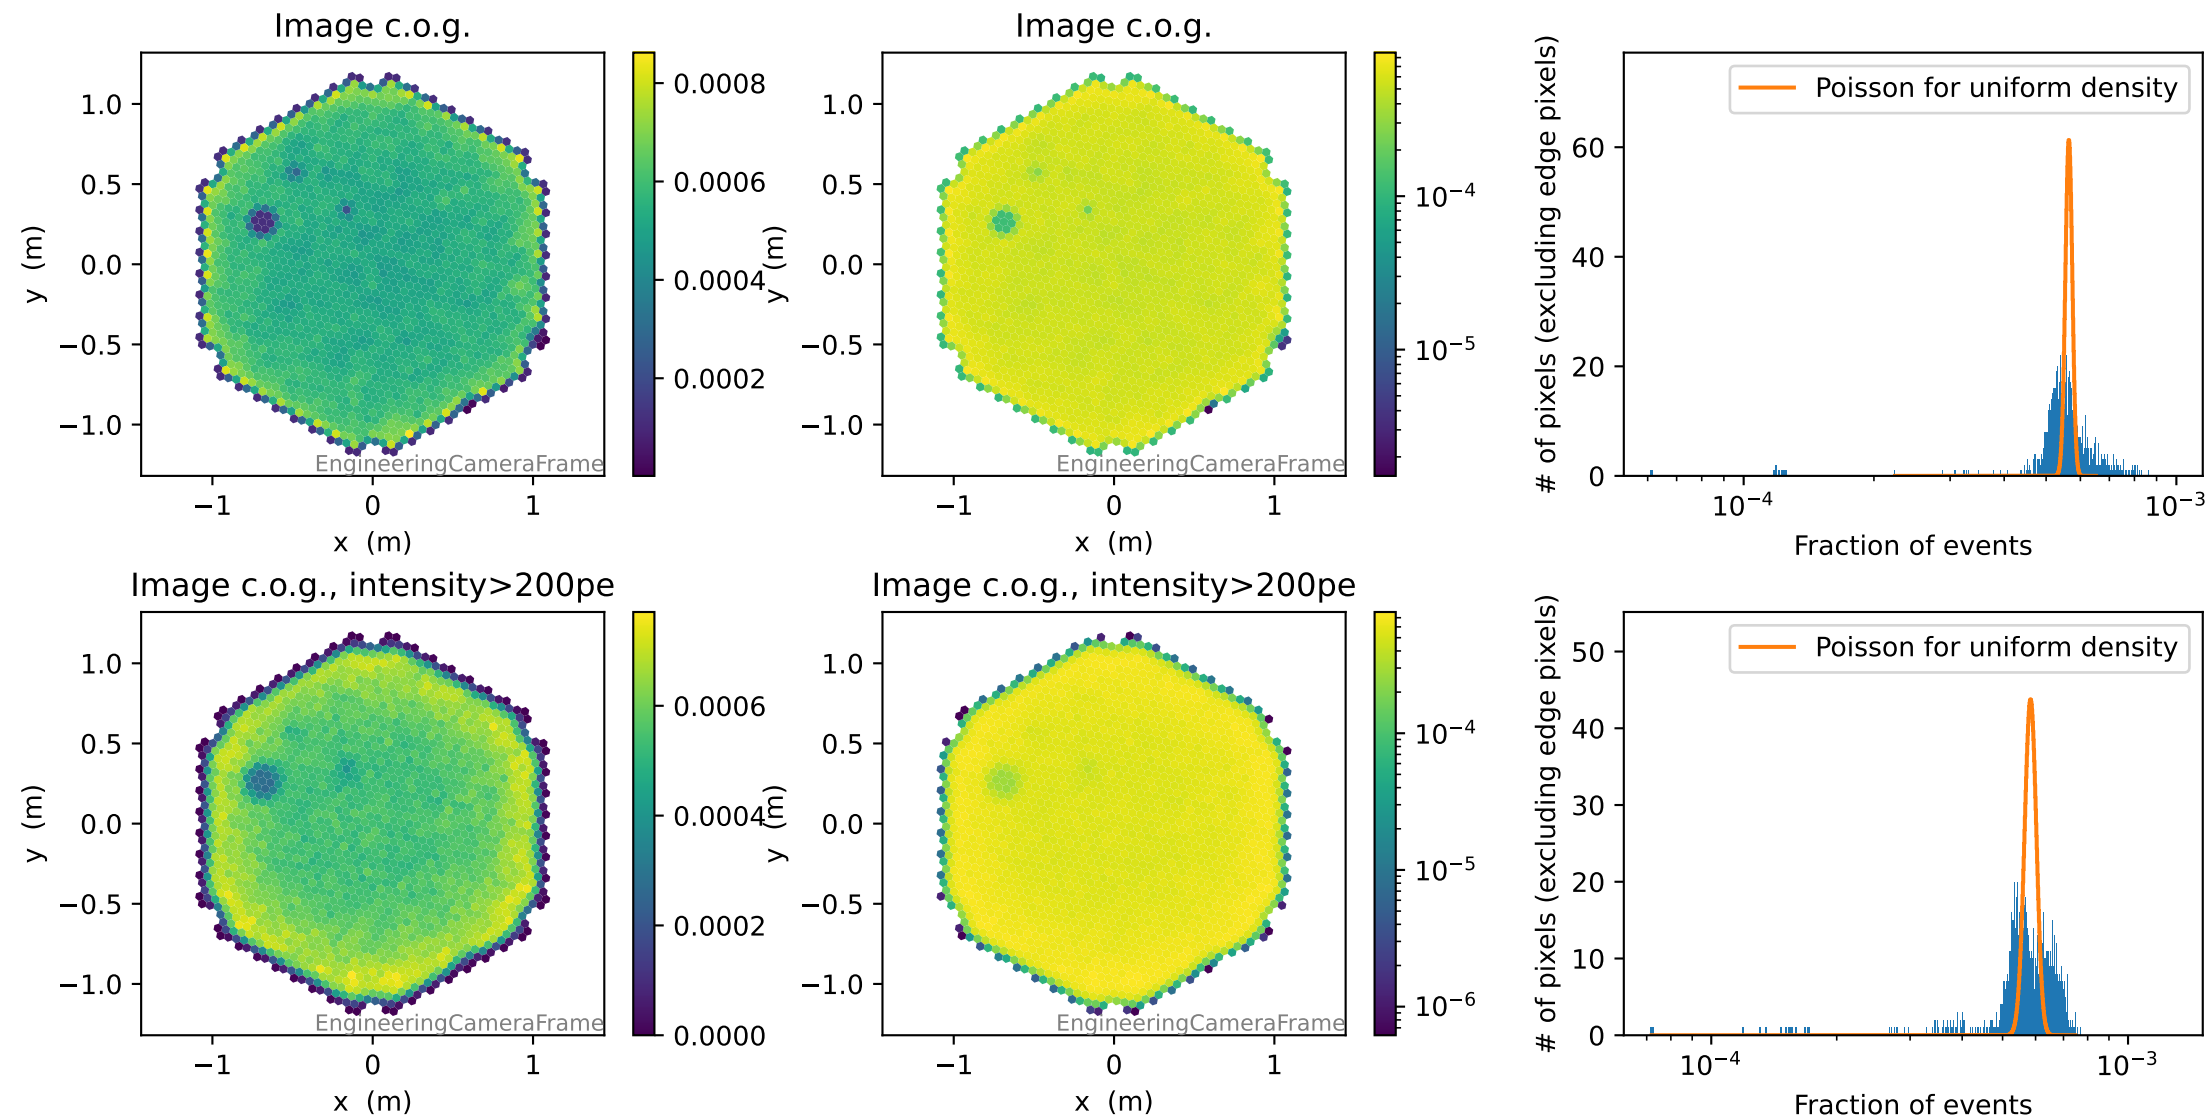 Image c.o.g.
1.0
0.5
0.0
−0.5
−1.0
y (m)
−1
0
1
x (m)
EngineeringCameraFrame
0.0008
0.0006
0.0004
0.0002
Image c.o.g.
1.0
0.5
0.0
−0.5
−1.0
y (m)
−1
0
1
x (m)
EngineeringCameraFrame
10⁻⁴
10⁻⁵
# of pixels (excluding edge pixels)
60
40
20
0
Poisson for uniform density
10⁻⁴
10⁻³
Fraction of events
Image c.o.g., intensity>200pe
1.0
0.5
0.0
−0.5
−1.0
y (m)
−1
0
1
x (m)
EngineeringCameraFrame
0.0006
0.0004
0.0002
0.0000
Image c.o.g., intensity>200pe
1.0
0.5
0.0
−0.5
−1.0
y (m)
−1
0
1
x (m)
EngineeringCameraFrame
10⁻⁴
10⁻⁵
10⁻⁶
# of pixels (excluding edge pixels)
50
40
30
20
10
0
Poisson for uniform density
10⁻⁴
10⁻³
Fraction of events